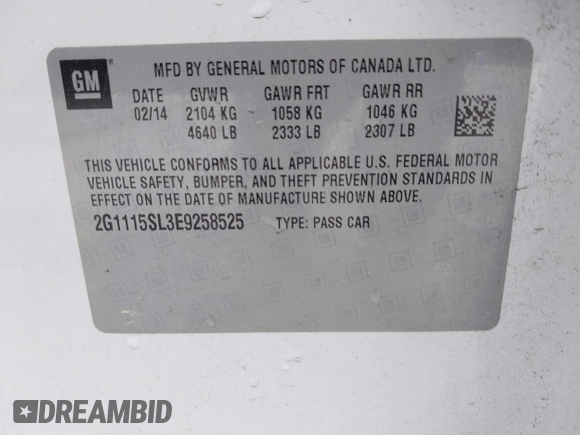 GM
MFD BY GENERAL MOTORS OF CANADA LTD.
DATE GVWR GAWR FRT GAWR RR
02/14 2104 KG 1058 KG 1046 KG
4640 LB 2333 LB 2307 LB
THIS VEHICLE CONFORMS TO ALL APPLICABLE U.S. FEDERAL MOTOR
VEHICLE SAFETY, BUMPER, AND THEFT PREVENTION STANDARDS IN
EFFECT ON THE DATE OF MANUFACTURE SHOWN ABOVE.
2G1115SL3E9258525 TYPE: PASS CAR
DREAMBID